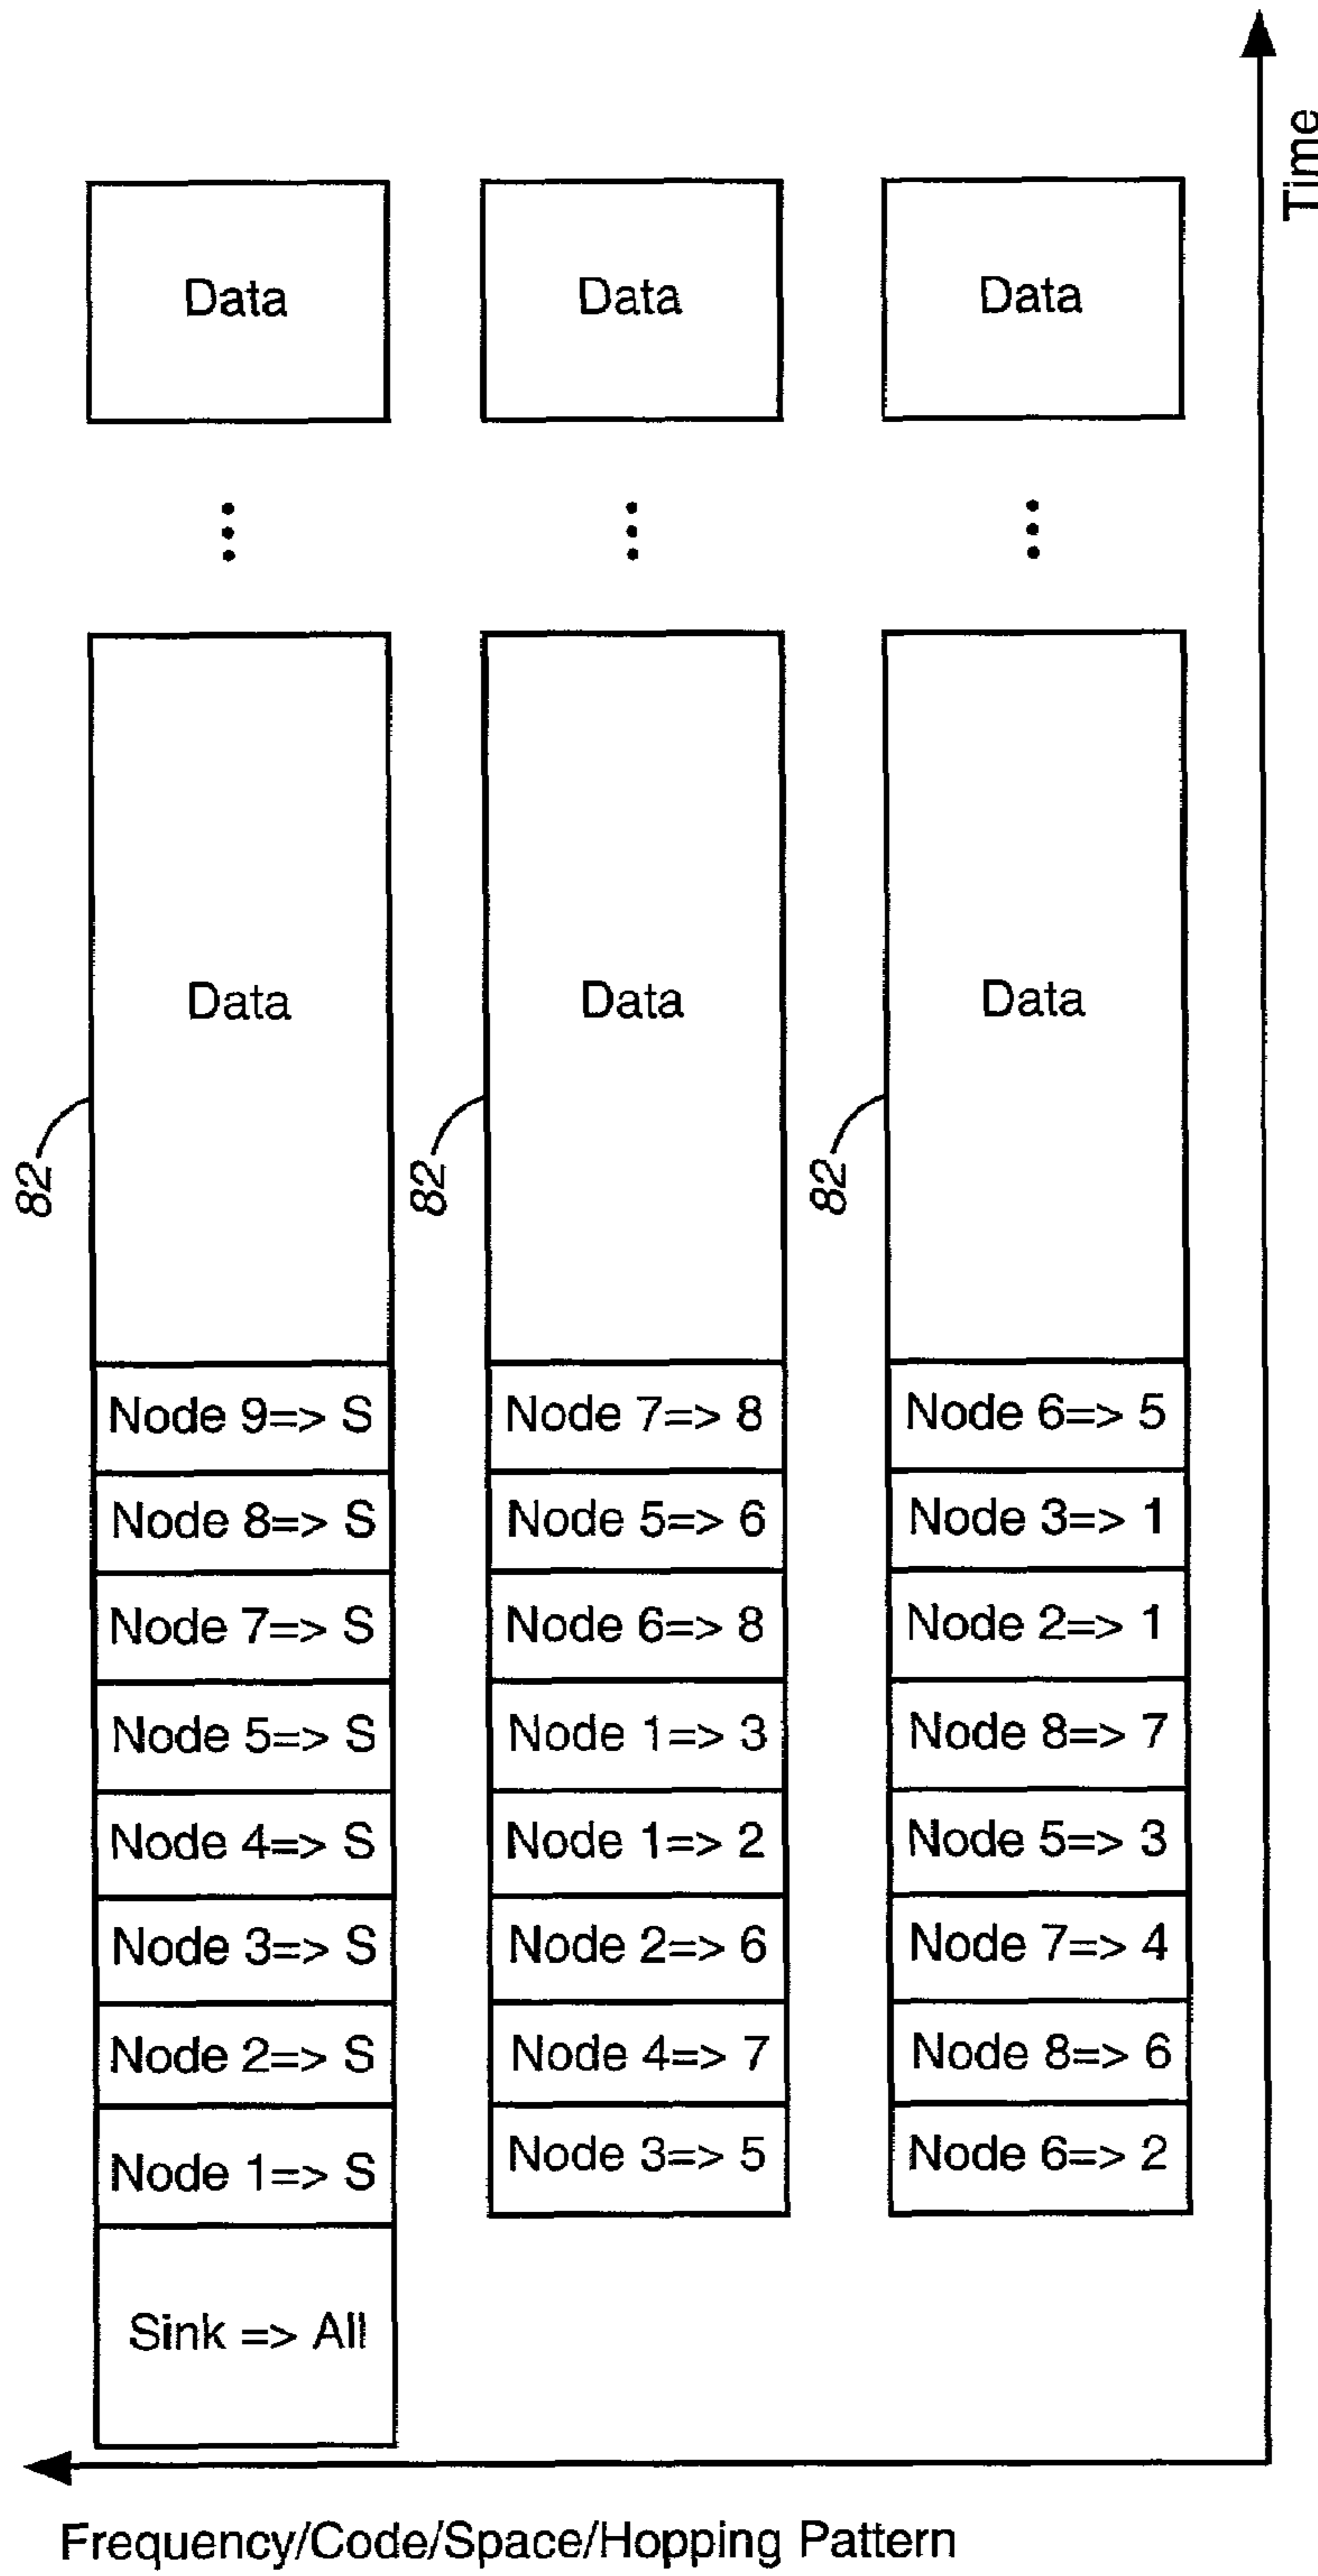 Time
Data
Data
Data
Data
Data
Data
82
82
82
Node 9=> S
Node 7=> 8
Node 6=> 5
Node 8=> S
Node 5=> 6
Node 3=> 1
Node 7=> S
Node 6=> 8
Node 2=> 1
Node 5=> S
Node 1=> 3
Node 8=> 7
Node 4=> S
Node 1=> 2
Node 5=> 3
Node 3=> S
Node 2=> 6
Node 7=> 4
Node 2=> S
Node 4=> 7
Node 8=> 6
Node 1=> S
Node 3=> 5
Node 6=> 2
Sink => All
Frequency/Code/Space/Hopping Pattern